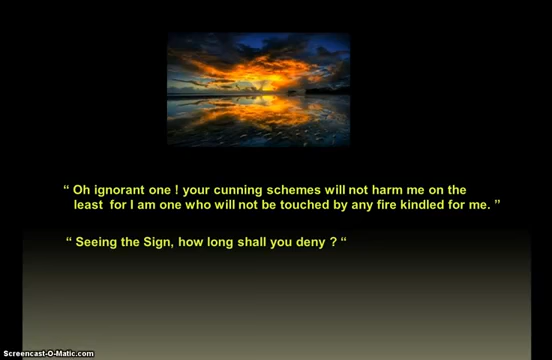 “ Oh ignorant one ! your cunning schemes will not harm me on the
least for I am one who will not be touched by any fire kindled for me. ”
“ Seeing the Sign, how long shall you deny ? “
Screencast-O-Matic.com